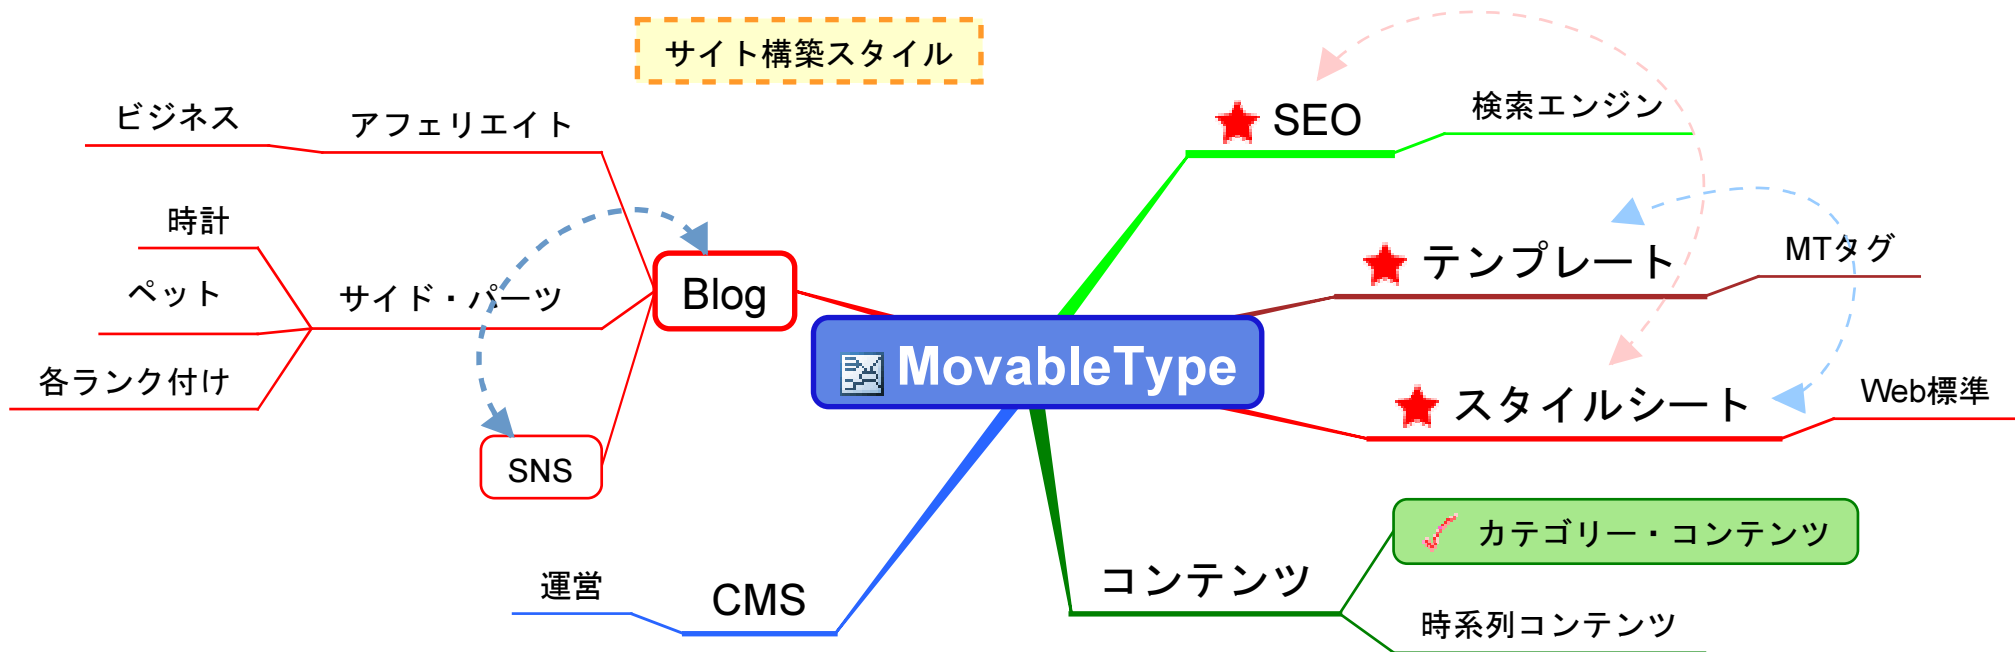 サイト構築スタイル
ビジネス
アフェリエイト
時計
ペット
サイド・パーツ
各ランク付け
Blog
SNS
運営
CMS
MovableType
SEO
検索エンジン
テンプレート
MTタグ
スタイルシート
Web標準
コンテンツ
カテゴリー・コンテンツ
時系列コンテンツ